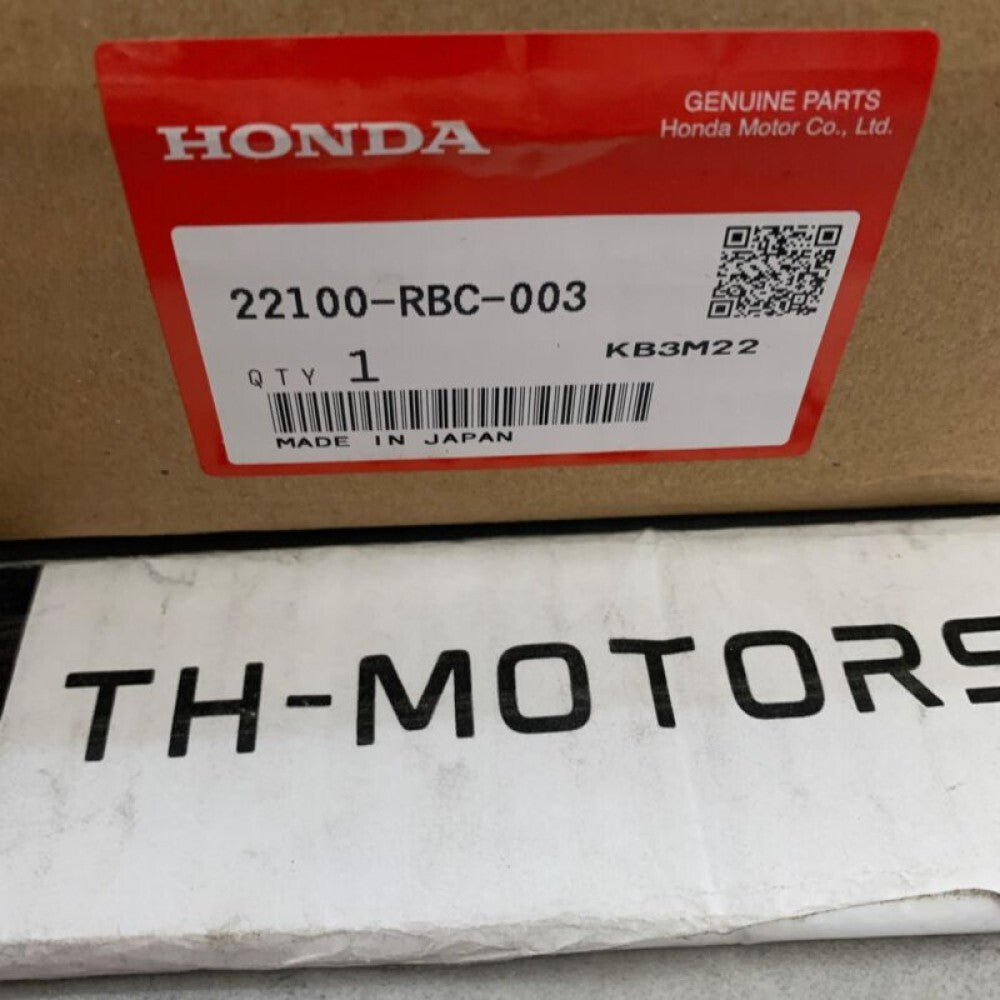 HONDA
GENUINE PARTS
Honda Motor Co., Ltd.
22100-RBC-003
QTY 1
KB3M22
MADE IN JAPAN
TH-MOTORS